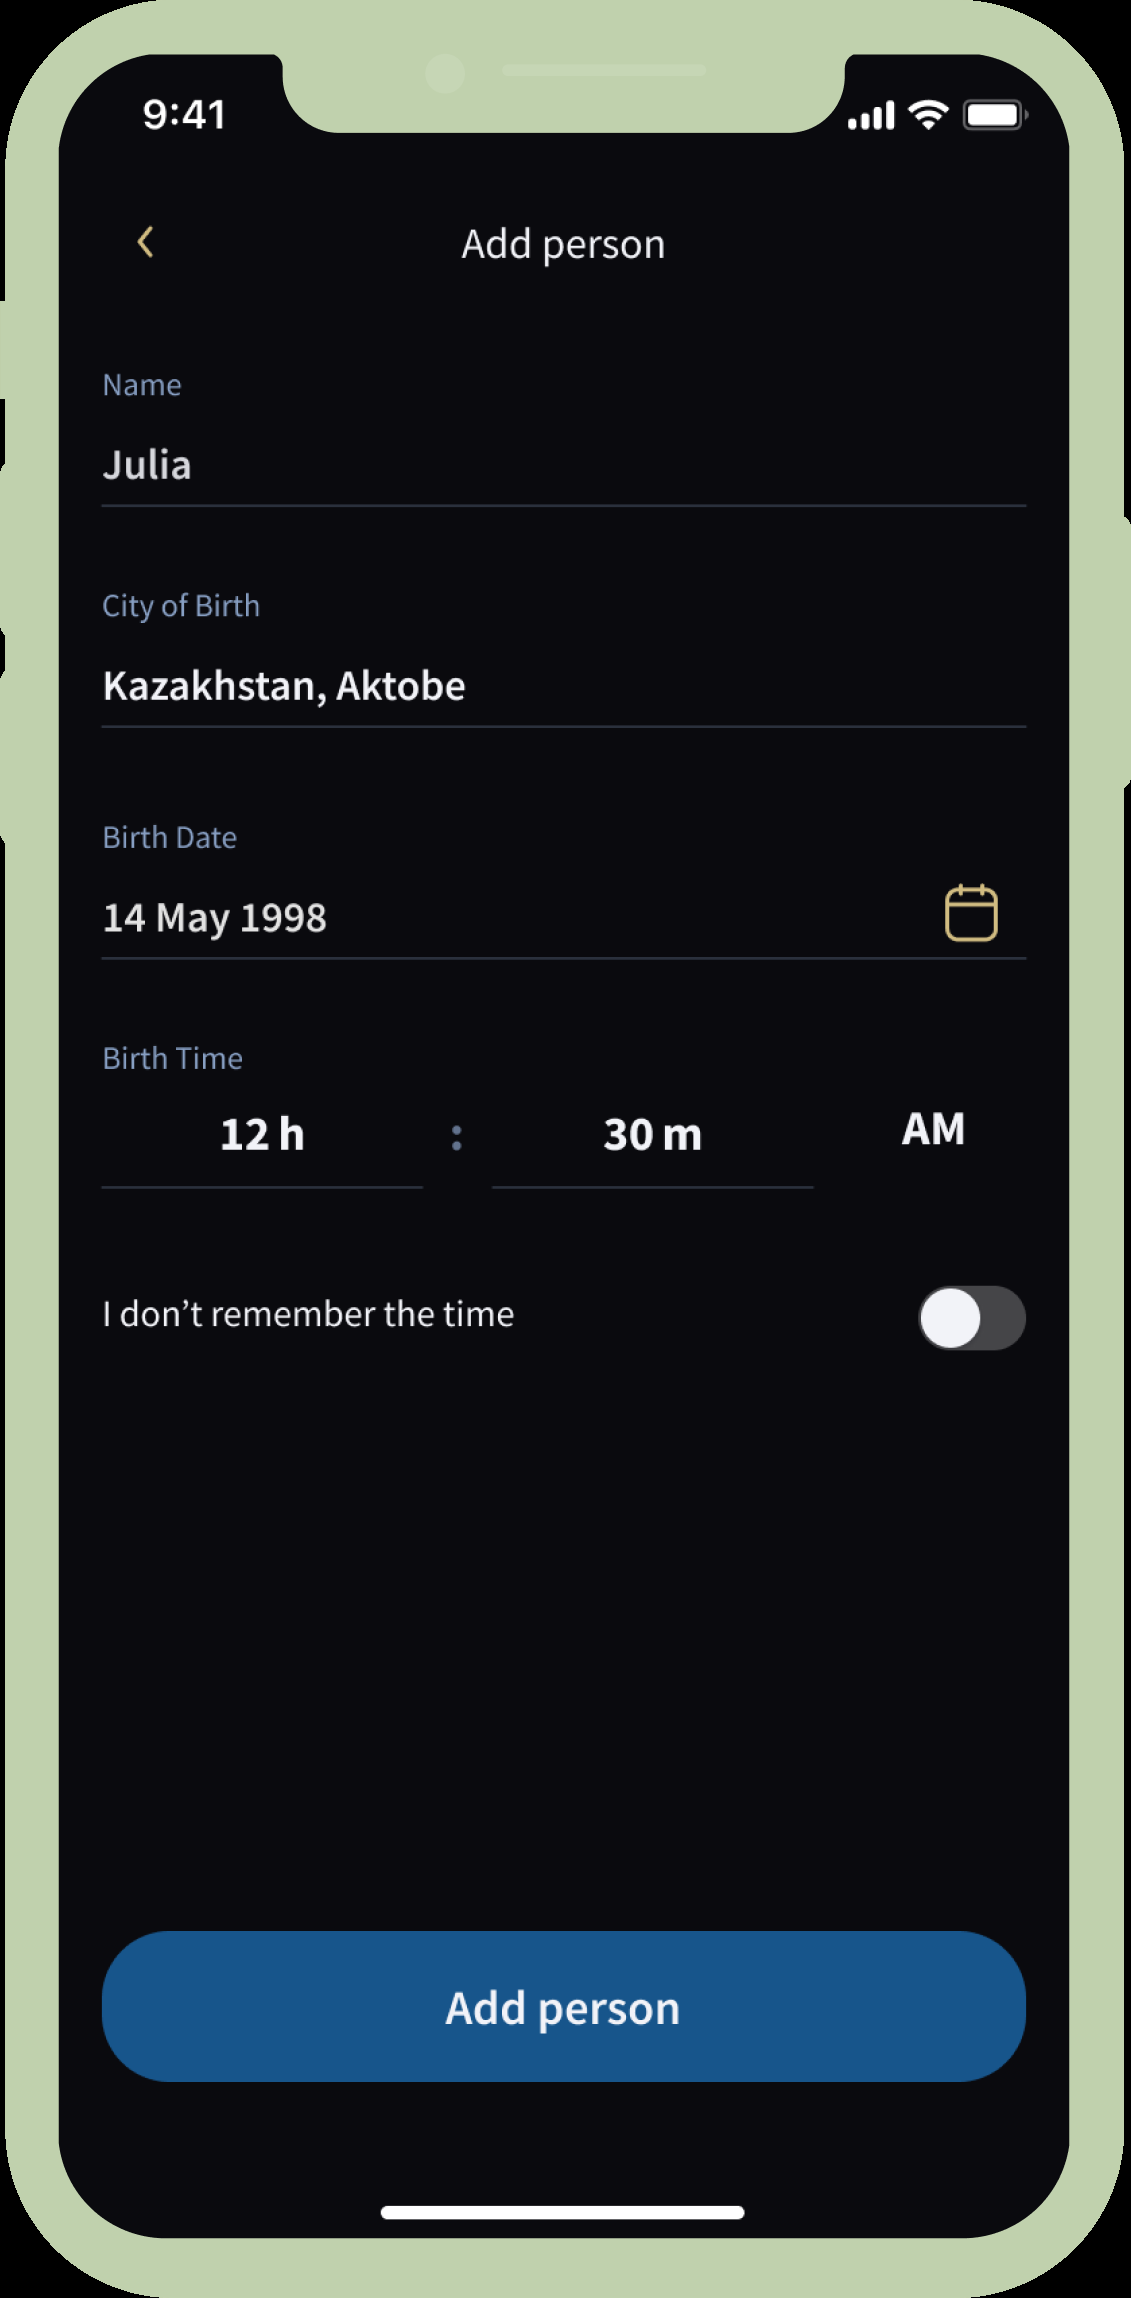 9:41
Add person
Name
Julia
City of Birth
Kazakhstan, Aktobe
Birth Date
14 May 1998
Birth Time
12 h : 30 m AM
I don’t remember the time
Add person